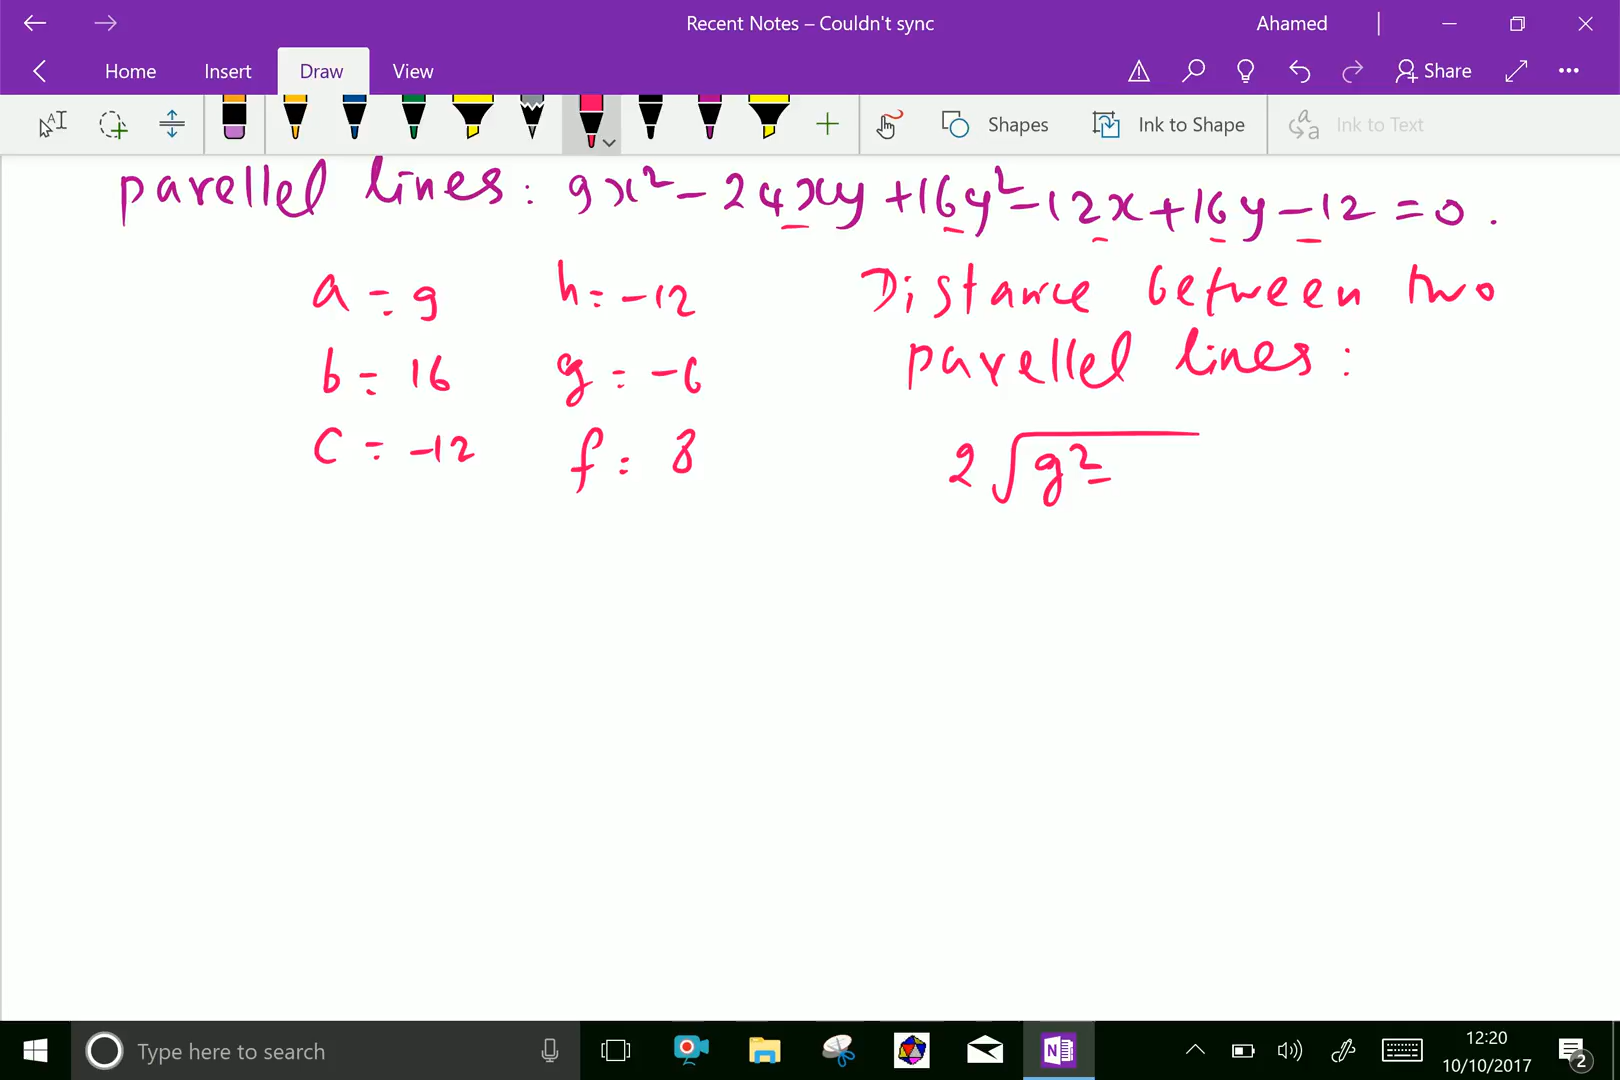 Recent Notes – Couldn't sync
Ahamed
Home Insert Draw View
Share
Shapes Ink to Shape Ink to Text
parellel lines: 9x² - 24xy + 16y² - 12x + 16y - 12 = 0.
a = 9 h = -12 Distance between two
b = 16 g = -6 parellel lines:
c = -12 f = 8 2√g²
Type here to search
12:20
10/10/2017
2